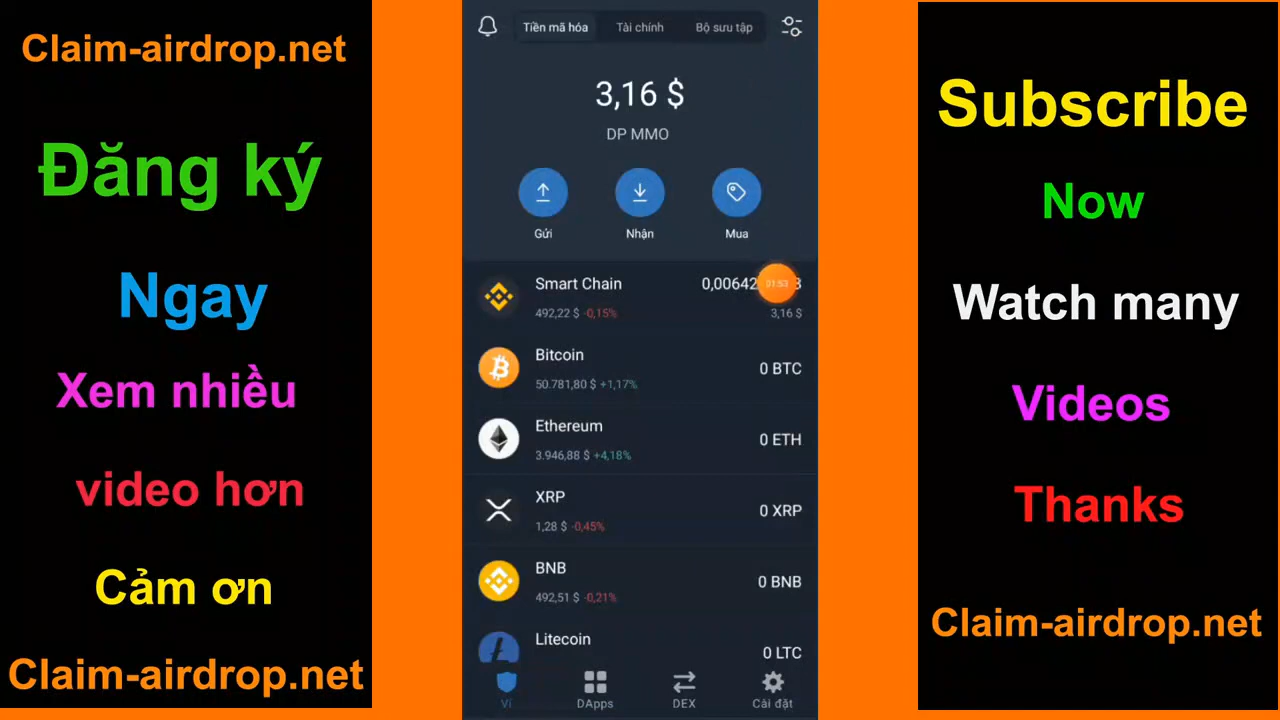 Claim-airdrop.net
Đăng ký
Ngay
Xem nhiều
video hơn
Cảm ơn
Claim-airdrop.net
Tiền mã hóa
Tài chính
Bộ sưu tập
3,16 $
DP MMO
Gửi
Nhận
Mua
Smart Chain
492,22 $ -0,15%
3,16 $
Bitcoin
50.781,80 $ +1,17%
0 BTC
Ethereum
3.946,88 $ +4,18%
0 ETH
XRP
1,28 $ -0,45%
0 XRP
BNB
492,51 $ -0,21%
0 BNB
Litecoin
0 LTC
Ví
DApps
DEX
Cài đặt
Subscribe
Now
Watch many
Videos
Thanks
Claim-airdrop.net